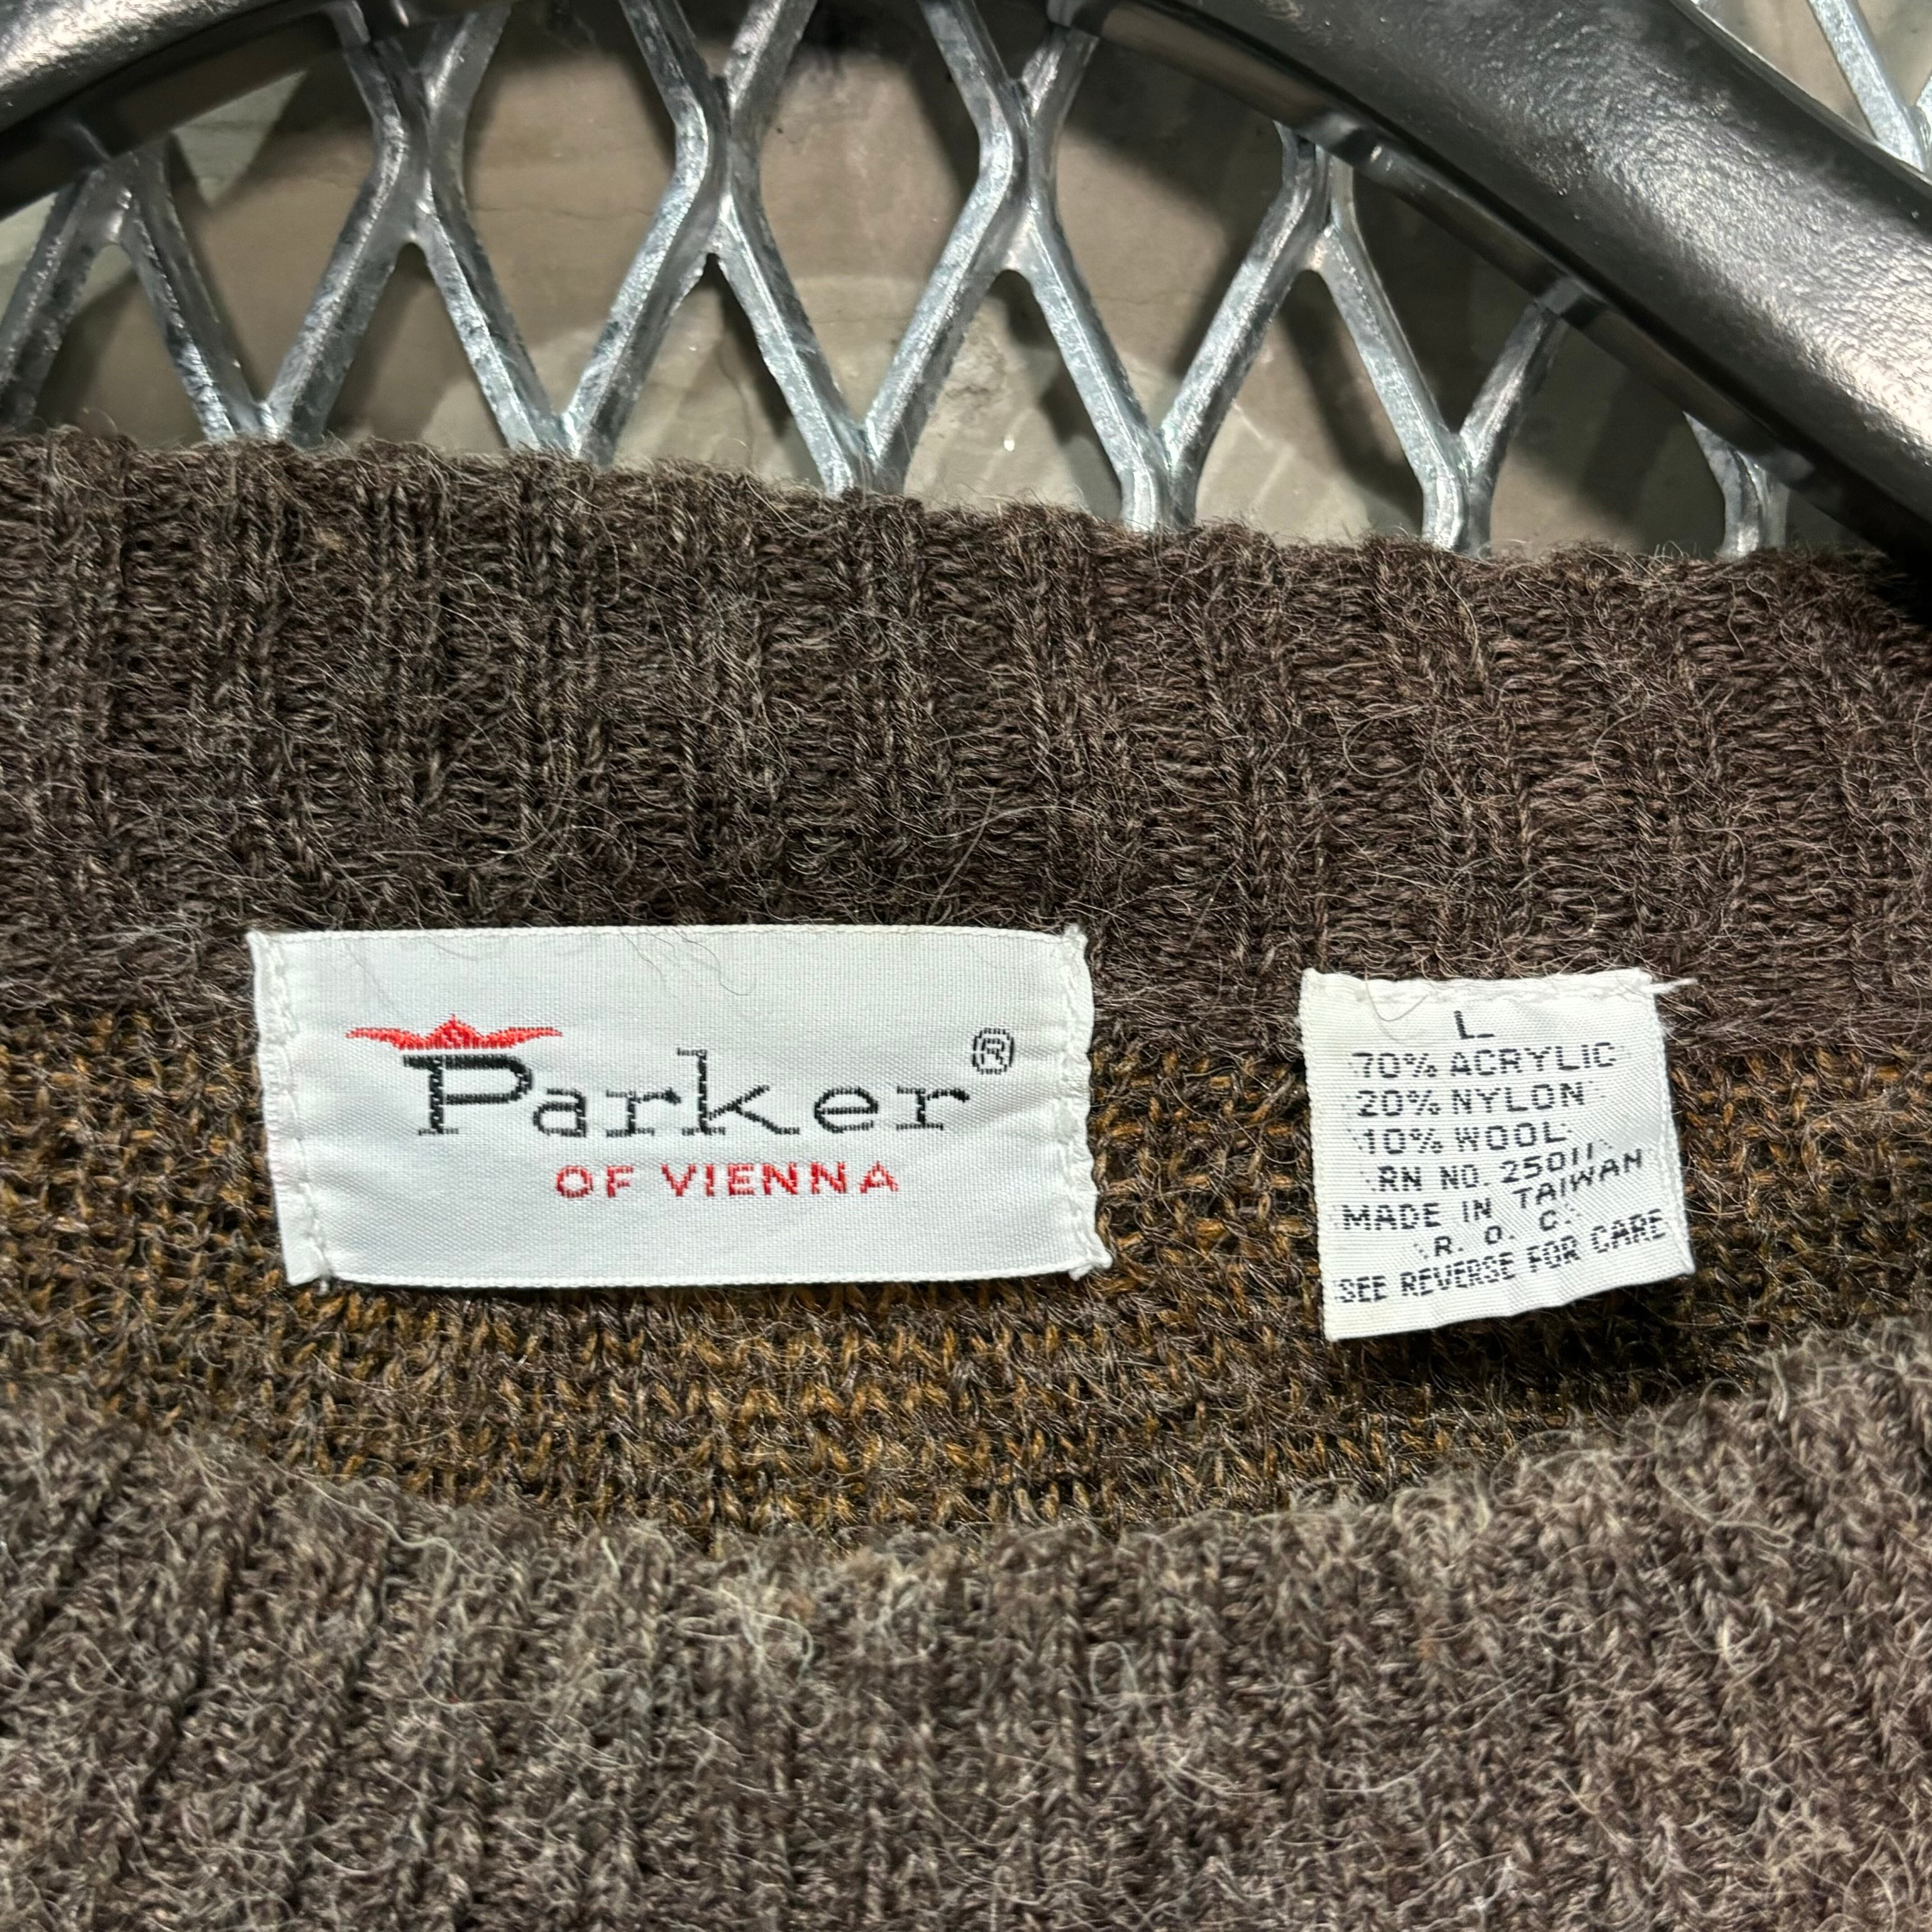 Parker®
OF VIENNA
L
70% ACRYLIC
20% NYLON
10% WOOL
RN NO. 25011
MADE IN TAIWAN
R. O. C.
SEE REVERSE FOR CARE